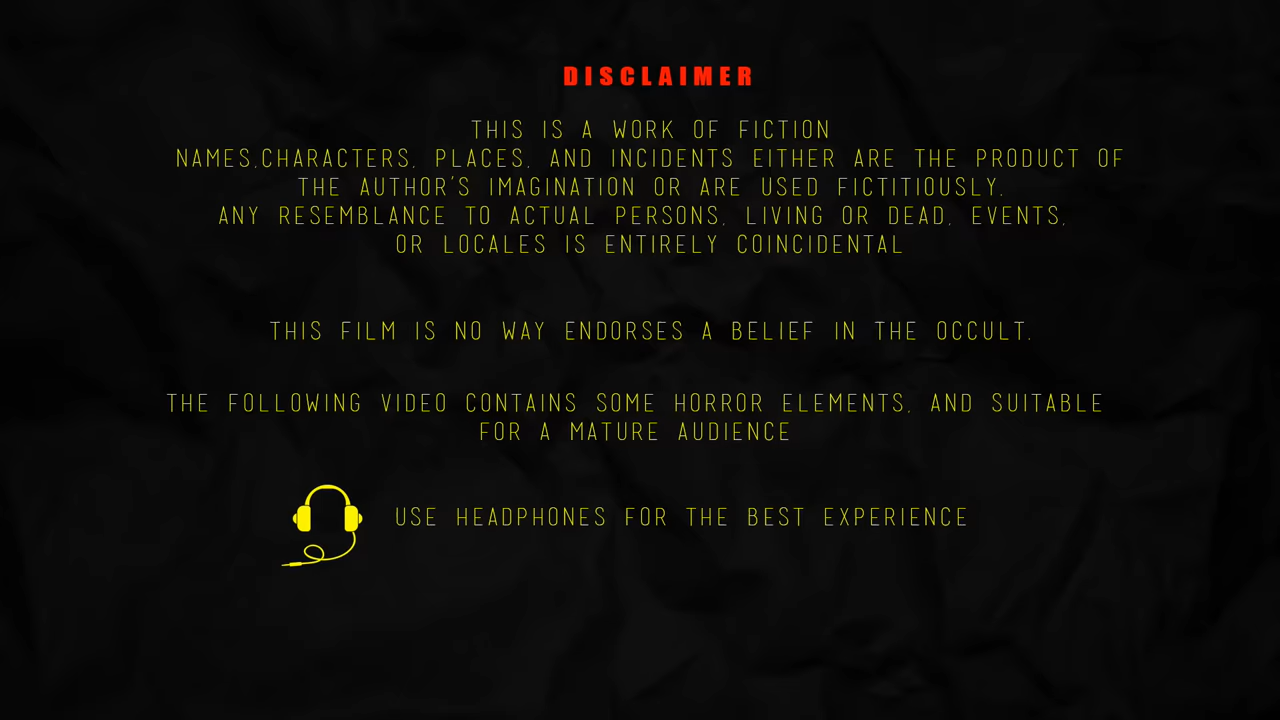 DISCLAIMER
THIS IS A WORK OF FICTION
NAMES,CHARACTERS, PLACES, AND INCIDENTS EITHER ARE THE PRODUCT OF
THE AUTHOR'S IMAGINATION OR ARE USED FICTITIOUSLY.
ANY RESEMBLANCE TO ACTUAL PERSONS, LIVING OR DEAD, EVENTS,
OR LOCALES IS ENTIRELY COINCIDENTAL
THIS FILM IS NO WAY ENDORSES A BELIEF IN THE OCCULT.
THE FOLLOWING VIDEO CONTAINS SOME HORROR ELEMENTS, AND SUITABLE
FOR A MATURE AUDIENCE
USE HEADPHONES FOR THE BEST EXPERIENCE